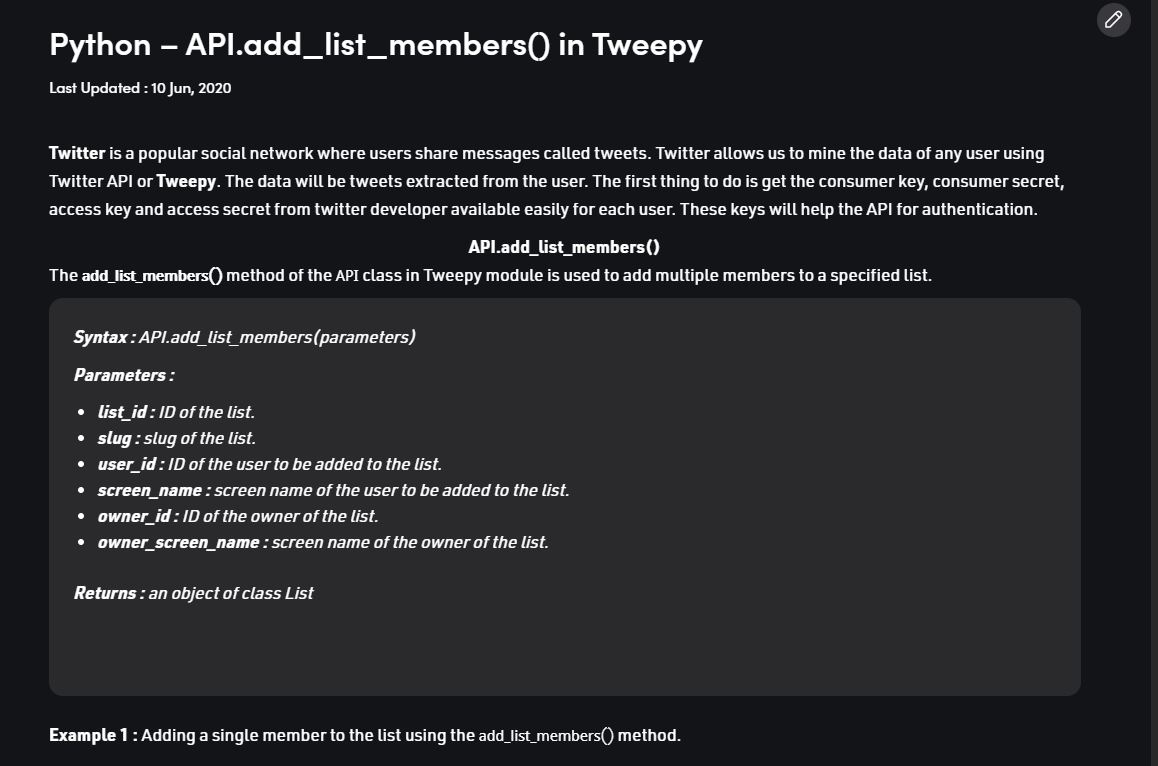 Python – API.add_list_members() in Tweepy
Last Updated : 10 Jun, 2020
Twitter is a popular social network where users share messages called tweets. Twitter allows us to mine the data of any user using
Twitter API or Tweepy. The data will be tweets extracted from the user. The first thing to do is get the consumer key, consumer secret,
access key and access secret from twitter developer available easily for each user. These keys will help the API for authentication.
API.add_list_members()
The add_list_members() method of the API class in Tweepy module is used to add multiple members to a specified list.
Syntax : API.add_list_members(parameters)
Parameters :
• list_id : ID of the list.
• slug : slug of the list.
• user_id : ID of the user to be added to the list.
• screen_name : screen name of the user to be added to the list.
• owner_id : ID of the owner of the list.
• owner_screen_name : screen name of the owner of the list.
Returns : an object of class List
Example 1 : Adding a single member to the list using the add_list_members() method.